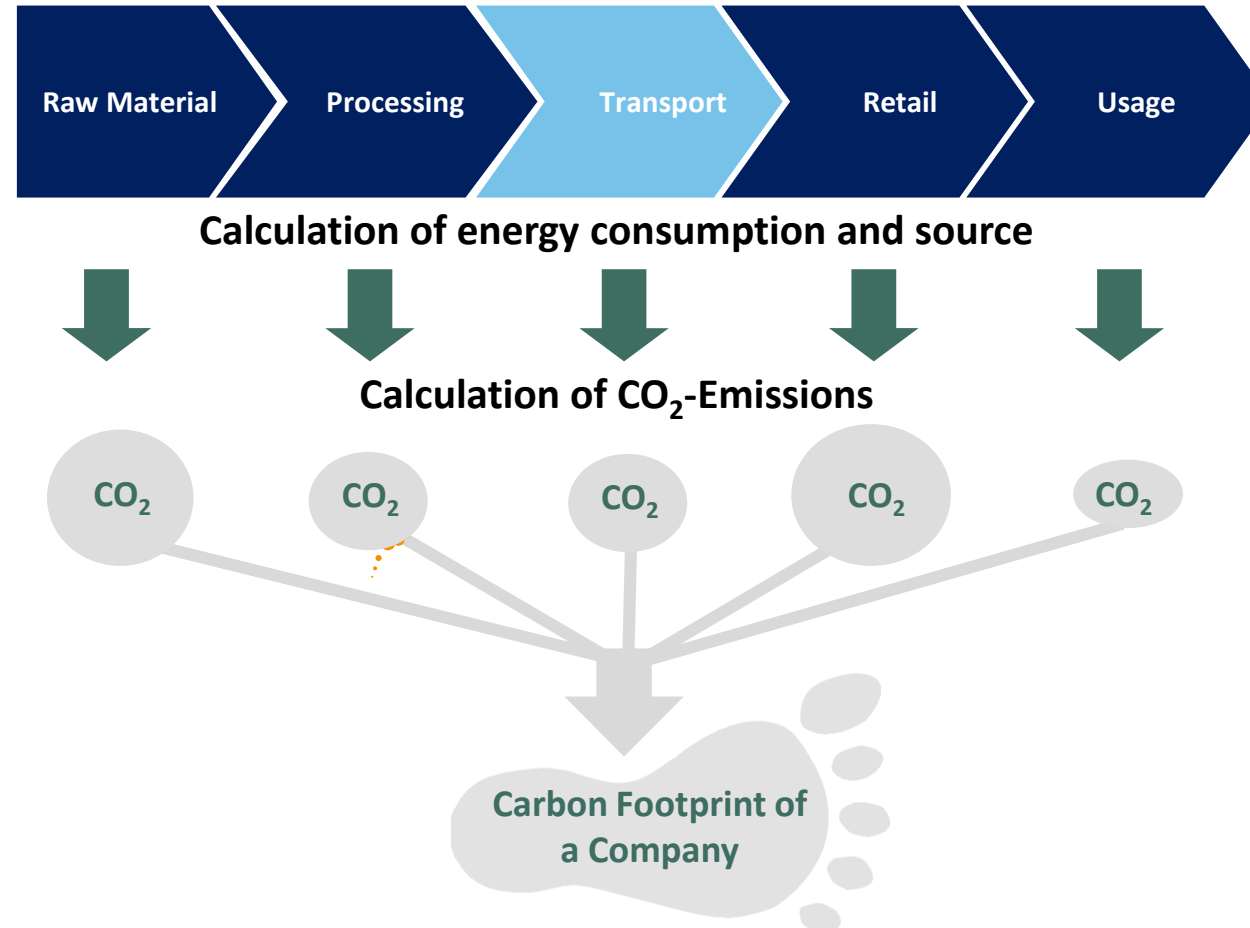 Raw Material
Processing
Transport
Retail
Usage
Calculation of energy consumption and source
Calculation of CO₂-Emissions
CO₂
CO₂
CO₂
CO₂
CO₂
Carbon Footprint of
a Company